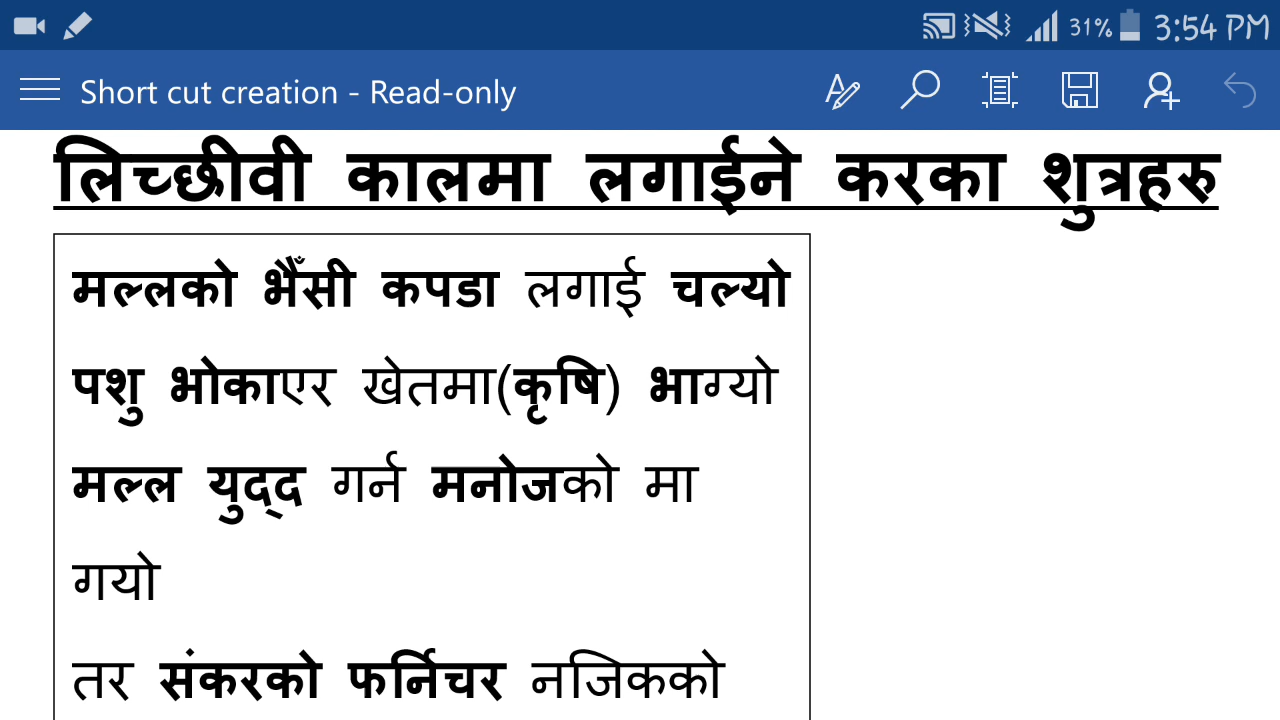 31% 3:54 PM
Short cut creation - Read-only
लिच्छीवी कालमा लगाईने करका शुत्रहरु
मल्लको भैँसी कपडा लगाई चल्यो
पशु भोकाएर खेतमा(कृषि) भाग्यो
मल्ल युद्द गर्न मनोजको मा
गयो
तर संकरको फर्निचर नजिकको